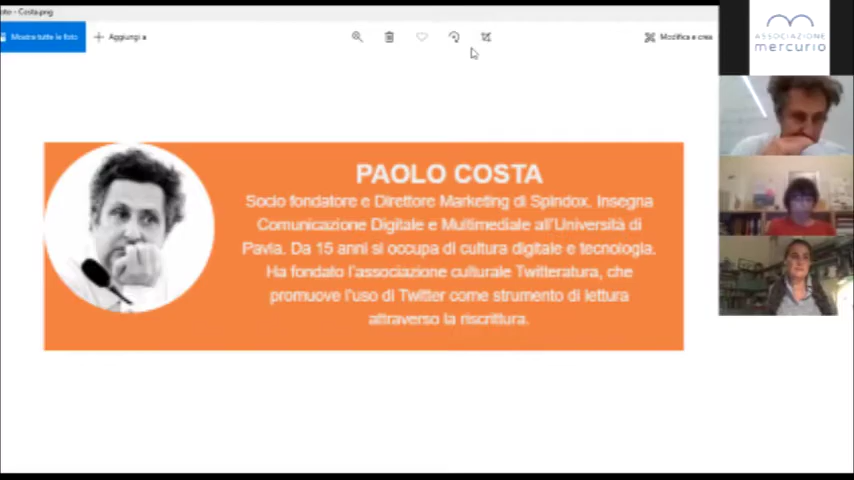 Costa.png
Mostra tutte le foto
Aggiungi a
Modifica e crea
ASSOCIAZIONE
mercurio
PAOLO COSTA
Socio fondatore e Direttore Marketing di Spindox. Insegna
Comunicazione Digitale e Multimediale all'Università di
Pavia. Da 15 anni si occupa di cultura digitale e tecnologia.
Ha fondato l'associazione culturale Twitteratura, che
promuove l'uso di Twitter come strumento di lettura
attraverso la riscrittura.